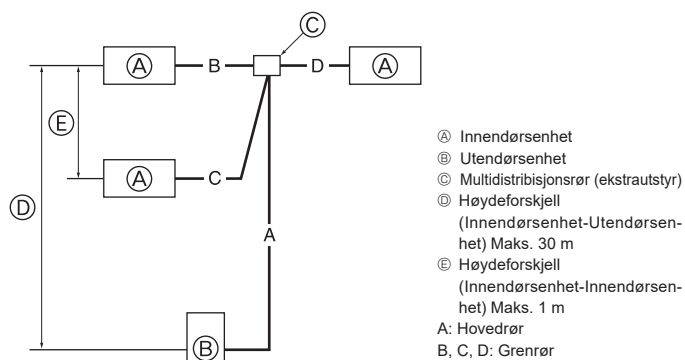 Ⓒ
Ⓐ B D Ⓐ
Ⓔ
Ⓐ C
Ⓓ
A
Ⓑ
Ⓐ Innendørsenhet
Ⓑ Utendørsenhet
Ⓒ Multidistribisjonsrør (ekstrautstyr)
Ⓓ Høydeforskjell
(Innendørsenhet-Utendørsen-
het) Maks. 30 m
Ⓔ Høydeforskjell
(Innendørsenhet-Innendørsen-
het) Maks. 1 m
A: Hovedrør
B, C, D: Grenrør